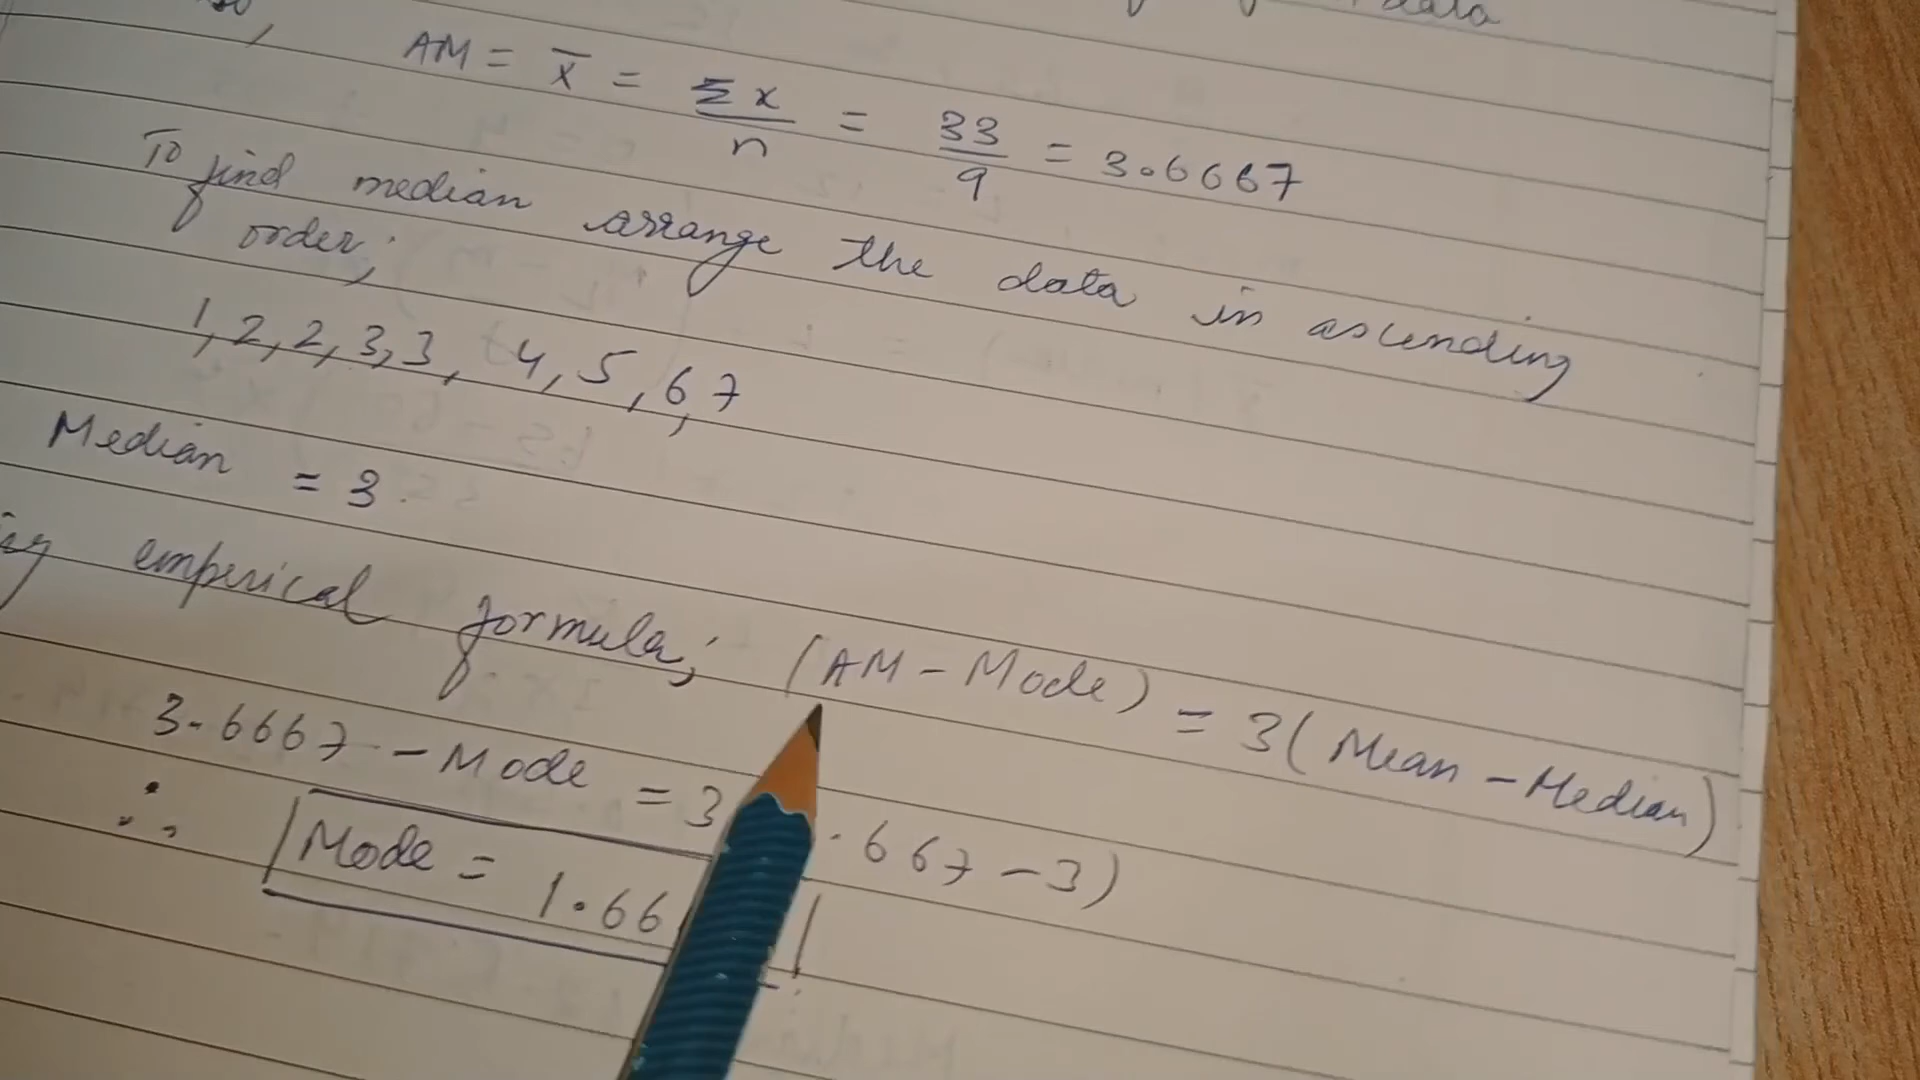 data
AM = x̄ = Σx/n = 33/9 = 3.6667
To find median arrange the data in ascending
order;
1, 2, 2, 3, 3, 4, 5, 6, 7
Median = 3
emperical formula; (AM - Mode) = 3(Mean - Median)
3.6667 - Mode = 3 .667 - 3)
∴ Mode = 1.66